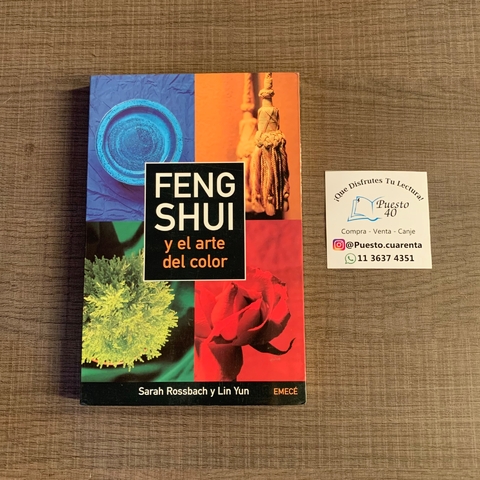 FENG
SHUI
y el arte
del color
Sarah Rossbach y Lin Yun
EMECÉ
¡Que Disfrutes Tu Lectura!
Puesto
40
Compra - Venta - Canje
@Puesto.cuarenta
11 3637 4351